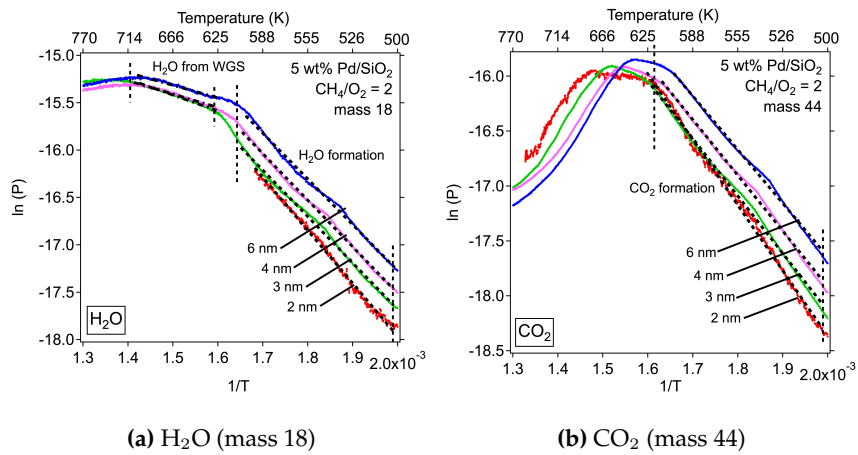 Temperature (K)
770 714 666 625 588 555 526 500
-15.0
-15.5
-16.0
-16.5
-17.0
-17.5
-18.0
ln (P)
H₂O from WGS
5 wt% Pd/SiO₂
CH₄/O₂ = 2
mass 18
H₂O formation
6 nm
4 nm
3 nm
2 nm
H₂O
1.3 1.4 1.5 1.6 1.7 1.8 1.9 2.0x10⁻³
1/T
(a) H₂O (mass 18)
Temperature (K)
770 714 666 625 588 555 526 500
-16.0
-16.5
-17.0
-17.5
-18.0
-18.5
ln (P)
5 wt% Pd/SiO₂
CH₄/O₂ = 2
mass 44
CO₂ formation
6 nm
4 nm
3 nm
2 nm
CO₂
1.3 1.4 1.5 1.6 1.7 1.8 1.9 2.0x10⁻³
1/T
(b) CO₂ (mass 44)